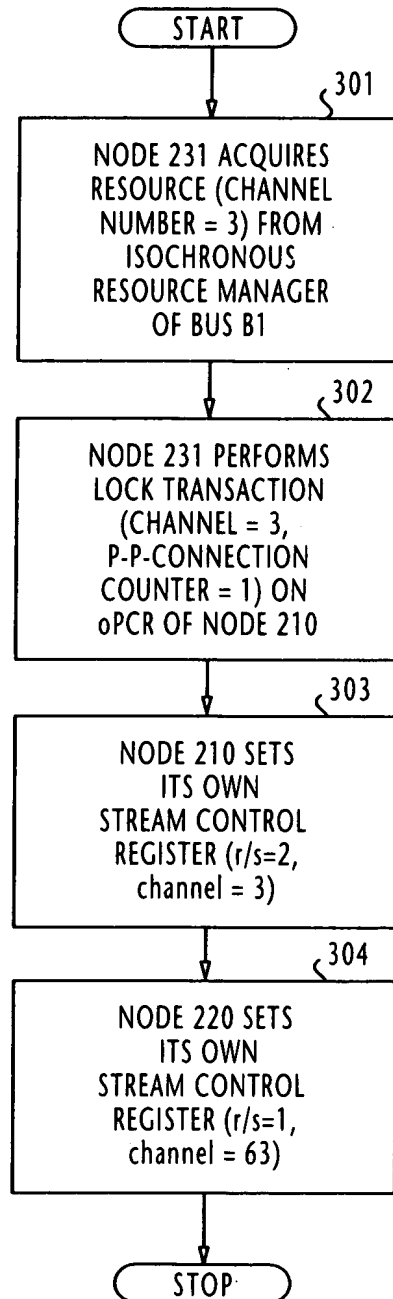 START
301
NODE 231 ACQUIRES
RESOURCE (CHANNEL
NUMBER = 3) FROM
ISOCHRONOUS
RESOURCE MANAGER
OF BUS B1
302
NODE 231 PERFORMS
LOCK TRANSACTION
(CHANNEL = 3,
P-P-CONNECTION
COUNTER = 1) ON
oPCR OF NODE 210
303
NODE 210 SETS
ITS OWN
STREAM CONTROL
REGISTER (r/s=2,
channel = 3)
304
NODE 220 SETS
ITS OWN
STREAM CONTROL
REGISTER (r/s=1,
channel = 63)
STOP